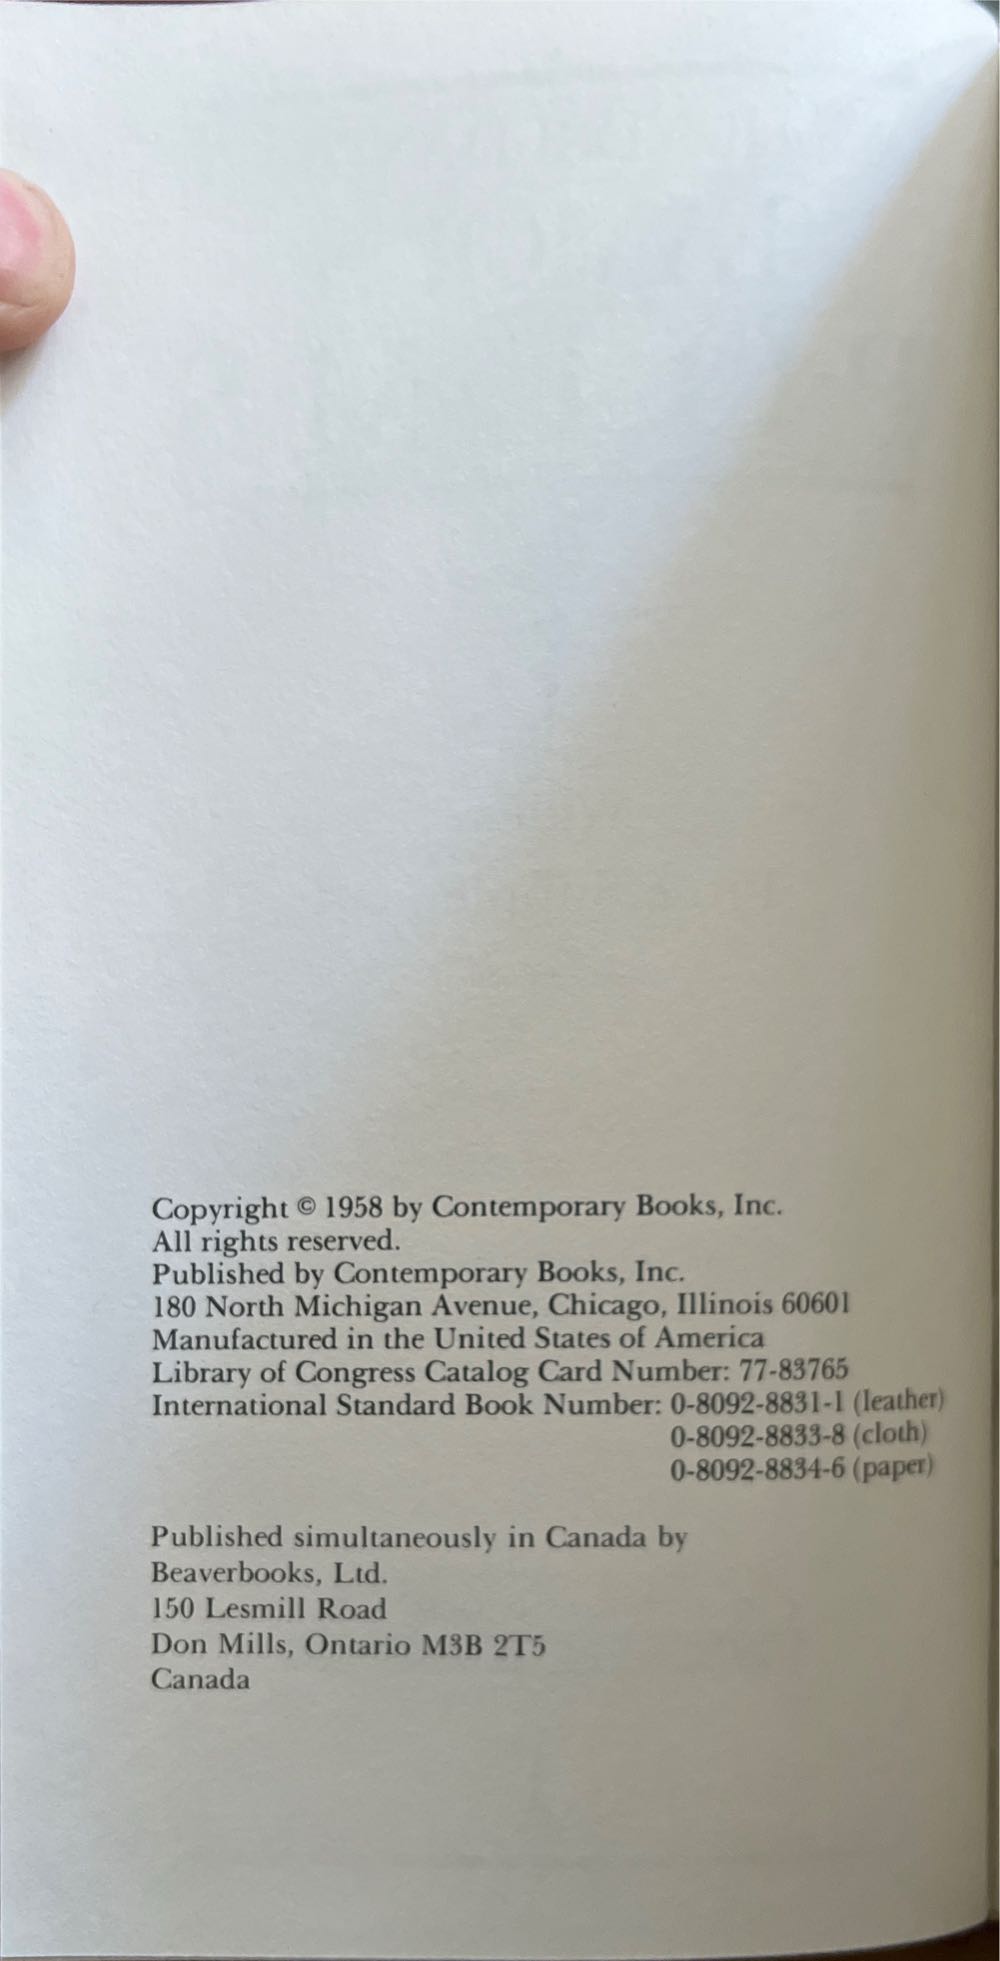 Copyright © 1958 by Contemporary Books, Inc.
All rights reserved.
Published by Contemporary Books, Inc.
180 North Michigan Avenue, Chicago, Illinois 60601
Manufactured in the United States of America
Library of Congress Catalog Card Number: 77-83765
International Standard Book Number: 0-8092-8831-1 (leather)
0-8092-8833-8 (cloth)
0-8092-8834-6 (paper)
Published simultaneously in Canada by
Beaverbooks, Ltd.
150 Lesmill Road
Don Mills, Ontario M3B 2T5
Canada